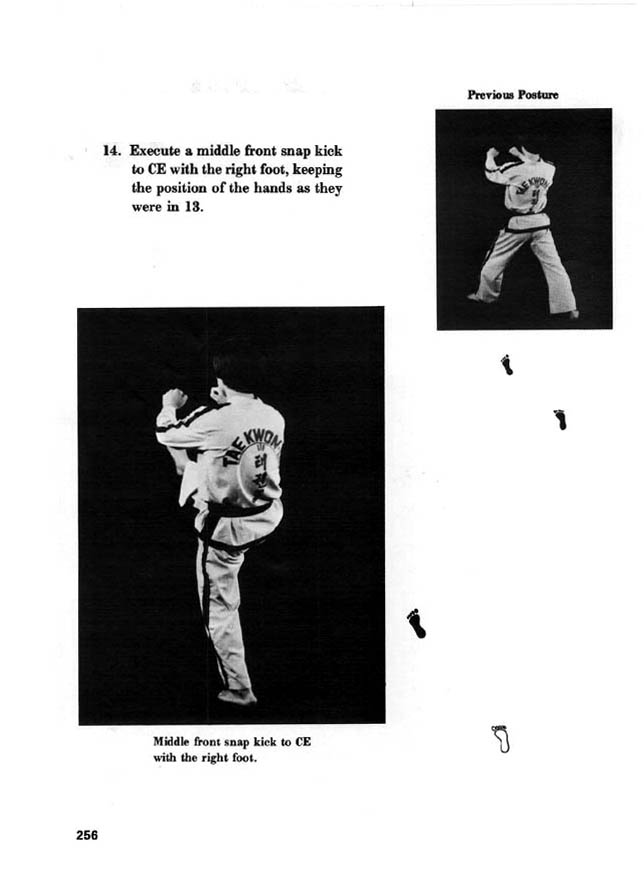 Previous Posture
14. Execute a middle front snap kick
to CE with the right foot, keeping
the position of the hands as they
were in 13.
TAEKWON
TAEKWON
태권
Middle front snap kick to CE
with the right foot.
256